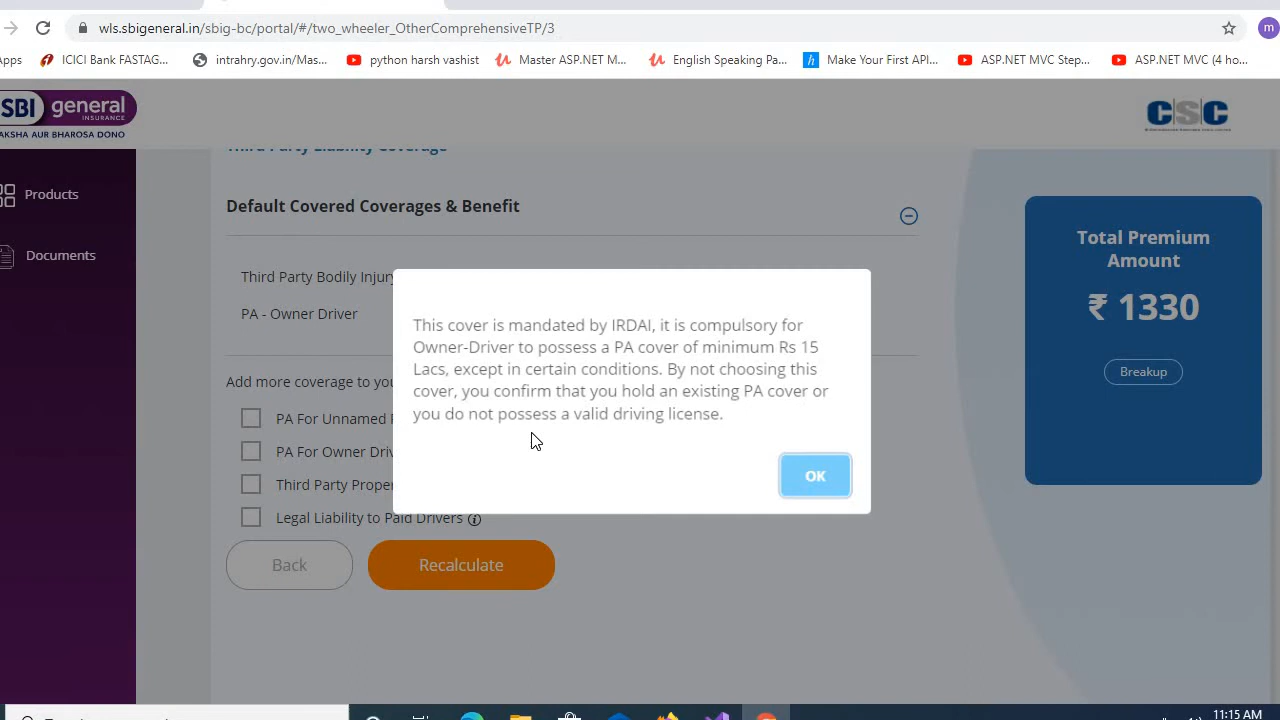 wls.sbigeneral.in/sbig-bc/portal/#/two_wheeler_OtherComprehensiveTP/3
m
Apps ICICI Bank FASTAG... intrahry.gov.in/Mas... python harsh vashist Master ASP.NET M... English Speaking Pa... Make Your First API... ASP.NET MVC Step... ASP.NET MVC (4 ho...
SBI general
INSURANCE
AKSHA AUR BHAROSA DONO
CSC
Products
Documents
Third Party Liability Coverage
Default Covered Coverages & Benefit
Third Party Bodily Injury
PA - Owner Driver
Add more coverage to you
PA For Unnamed P
PA For Owner Driv
Third Party Proper
Legal Liability to Paid Drivers
Back
Recalculate
This cover is mandated by IRDAI, it is compulsory for
Owner-Driver to possess a PA cover of minimum Rs 15
Lacs, except in certain conditions. By not choosing this
cover, you confirm that you hold an existing PA cover or
you do not possess a valid driving license.
OK
Total Premium
Amount
₹ 1330
Breakup
11:15 AM